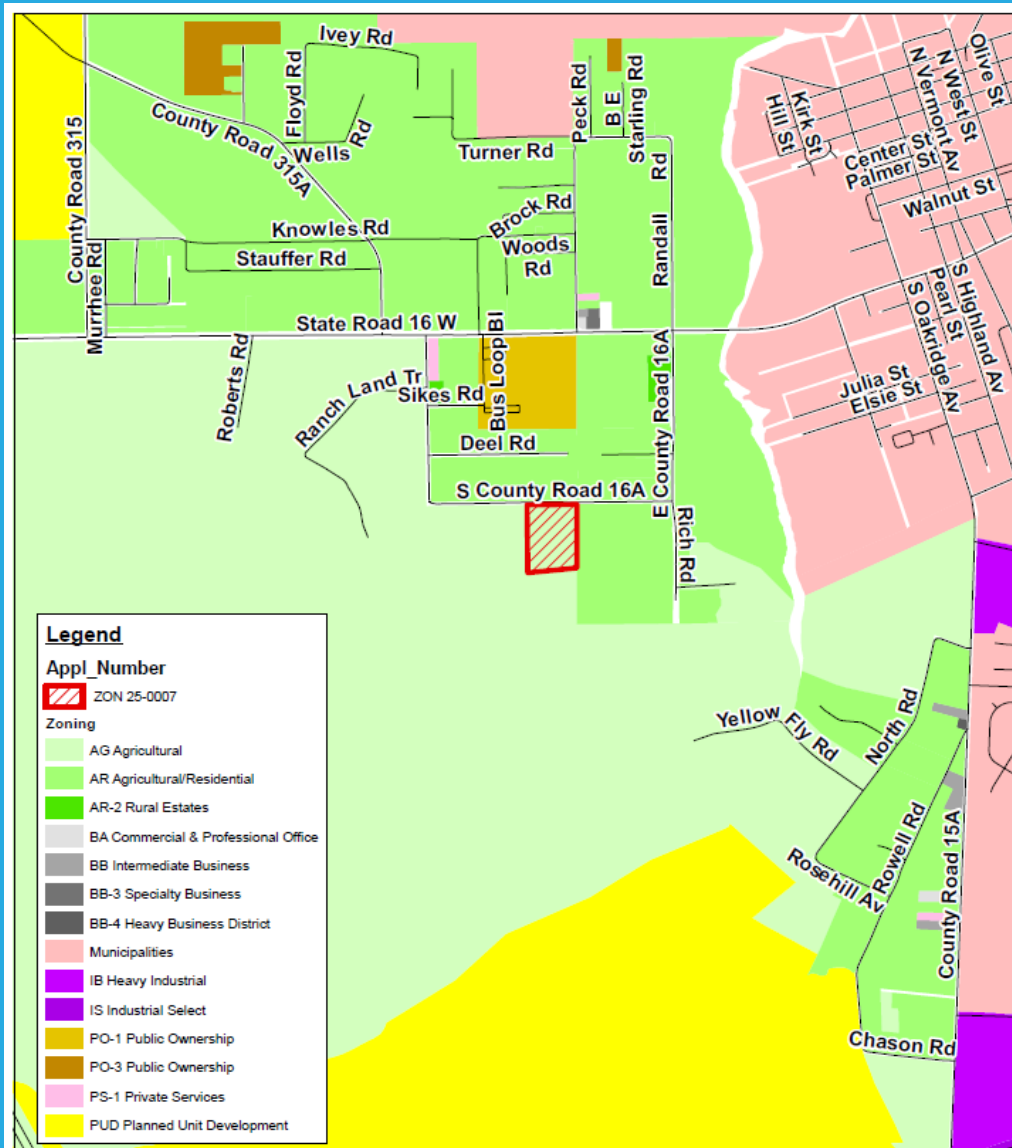 Ivey Rd
Olive St
N West St
N Vermont Av
Floyd Rd
Peck Rd
B E
Starling Rd
Kirk St
Hill St
County Road 315
County Road 315A
Wells
Rd
Turner Rd
Center St
Palmer St
Walnut St
Rd
Randall
Brock Rd
Knowles Rd
Woods
Rd
Stauffer Rd
Murrhee Rd
S Highland Av
Pearl St
S Oakridge Av
State Road 16 W
Bus LoopBl
Roberts Rd
Ranch Land Tr
Sikes Rd
E County Road 16A
Julia St
Elsie St
Deel Rd
S County Road 16A
Rich Rd
Yellow Fly Rd
North Rd
Rosehill Av
Rowell Rd
County Road 15A
Chason Rd
Legend
Appl_Number
ZON 25-0007
Zoning
AG Agricultural
AR Agricultural/Residential
AR-2 Rural Estates
BA Commercial & Professional Office
BB Intermediate Business
BB-3 Specialty Business
BB-4 Heavy Business District
Municipalities
IB Heavy Industrial
IS Industrial Select
PO-1 Public Ownership
PO-3 Public Ownership
PS-1 Private Services
PUD Planned Unit Development